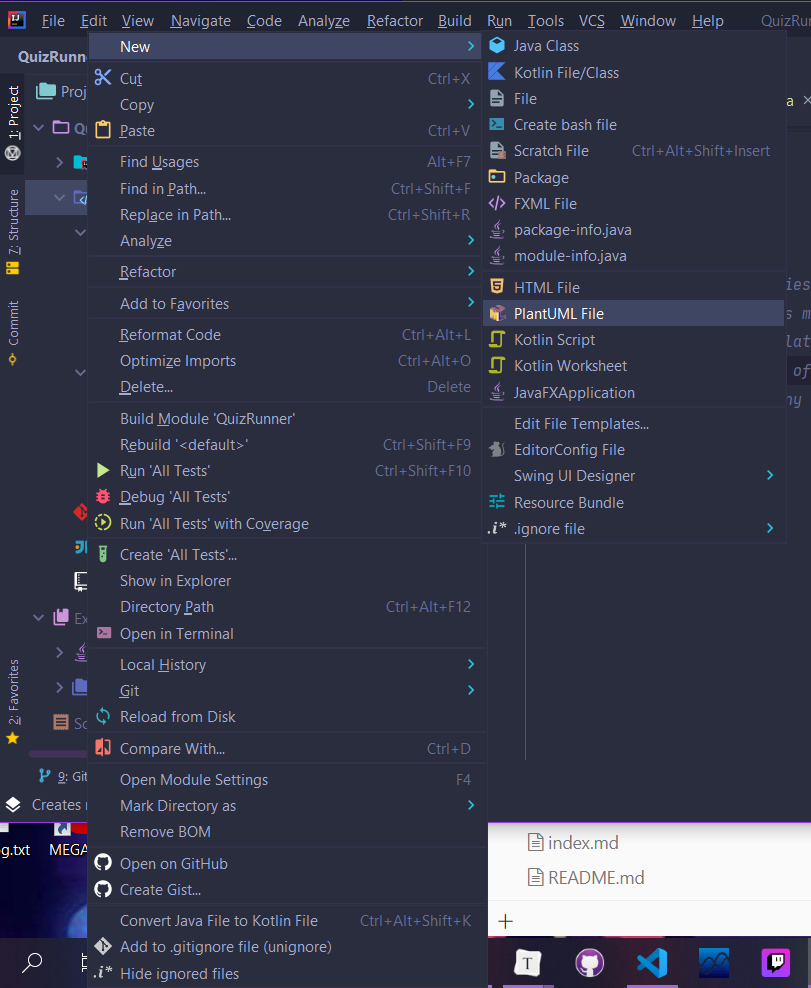 File Edit View Navigate Code Analyze Refactor Build Run Tools VCS Window Help QuizRun
QuizRunne
1: Project
7: Structure
Commit
2: Favorites
Proj
New
Cut Ctrl+X
Copy
Paste Ctrl+V
Find Usages Alt+F7
Find in Path... Ctrl+Shift+F
Replace in Path... Ctrl+Shift+R
Analyze
Refactor
Add to Favorites
Reformat Code Ctrl+Alt+L
Optimize Imports Ctrl+Alt+O
Delete... Delete
Build Module 'QuizRunner'
Rebuild '<default>' Ctrl+Shift+F9
Run 'All Tests' Ctrl+Shift+F10
Debug 'All Tests'
Run 'All Tests' with Coverage
Create 'All Tests'...
Show in Explorer
Directory Path Ctrl+Alt+F12
Open in Terminal
Local History
Git
Reload from Disk
Compare With... Ctrl+D
Open Module Settings F4
Mark Directory as
Remove BOM
Open on GitHub
Create Gist...
Convert Java File to Kotlin File Ctrl+Alt+Shift+K
Add to .gitignore file (unignore)
.i* Hide ignored files
Java Class
Kotlin File/Class
File
Create bash file
Scratch File Ctrl+Alt+Shift+Insert
Package
FXML File
package-info.java
module-info.java
HTML File
PlantUML File
Kotlin Script
Kotlin Worksheet
JavaFXApplication
Edit File Templates...
EditorConfig File
Swing UI Designer
Resource Bundle
.i* .ignore file
a
ies
s m
lat
of
ny
Ex
Sc
9: Git
Creates
g.txt MEGA
index.md
README.md
T